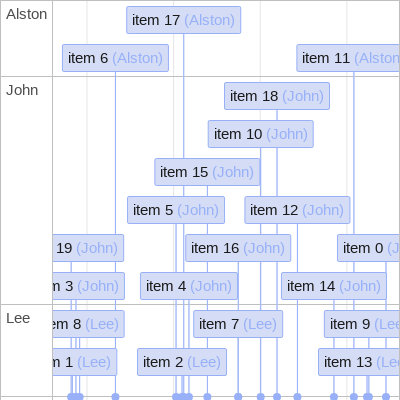 Alston
item 17 (Alston)
item 6 (Alston)
item 11 (Alston
John
item 18 (John)
item 10 (John)
item 15 (John)
item 5 (John)
item 12 (John)
19 (John)
item 16 (John)
item 0 (John
3 (John)
item 4 (John)
item 14 (John)
Lee
8 (Lee)
item 7 (Lee)
item 9 (Lee
1 (Lee)
item 2 (Lee)
item 13 (Lee